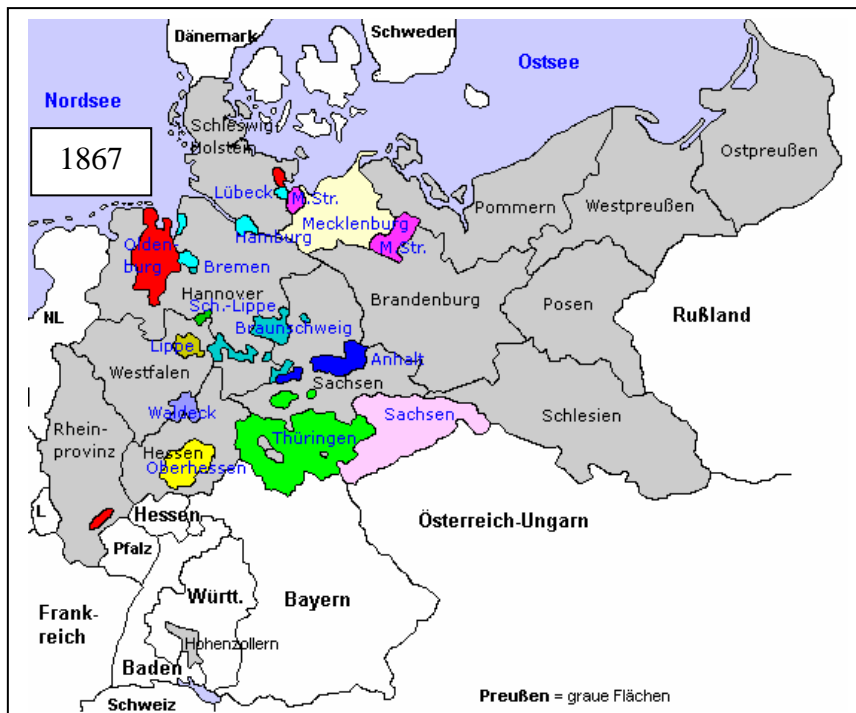 Dänemark
Schweden
Ostsee
Nordsee
Schleswig-
Holstein
1867
Ostpreußen
Lübeck
M.Str.
Pommern
Westpreußen
Mecklenburg
Hamburg
M.Str.
Olden-
burg
Bremen
Hannover
Brandenburg
Posen
Rußland
NL
Sch.-Lippe
Braunschweig
Lippe
Anhalt
Westfalen
Sachsen
Waldeck
Sachsen
Schlesien
Rhein-
provinz
Hessen
Thüringen
Oberhessen
L
Hessen
Österreich-Ungarn
Pfalz
Württ.
Bayern
Frank-
reich
Hohenzollern
Baden
Schweiz
Preußen = graue Flächen